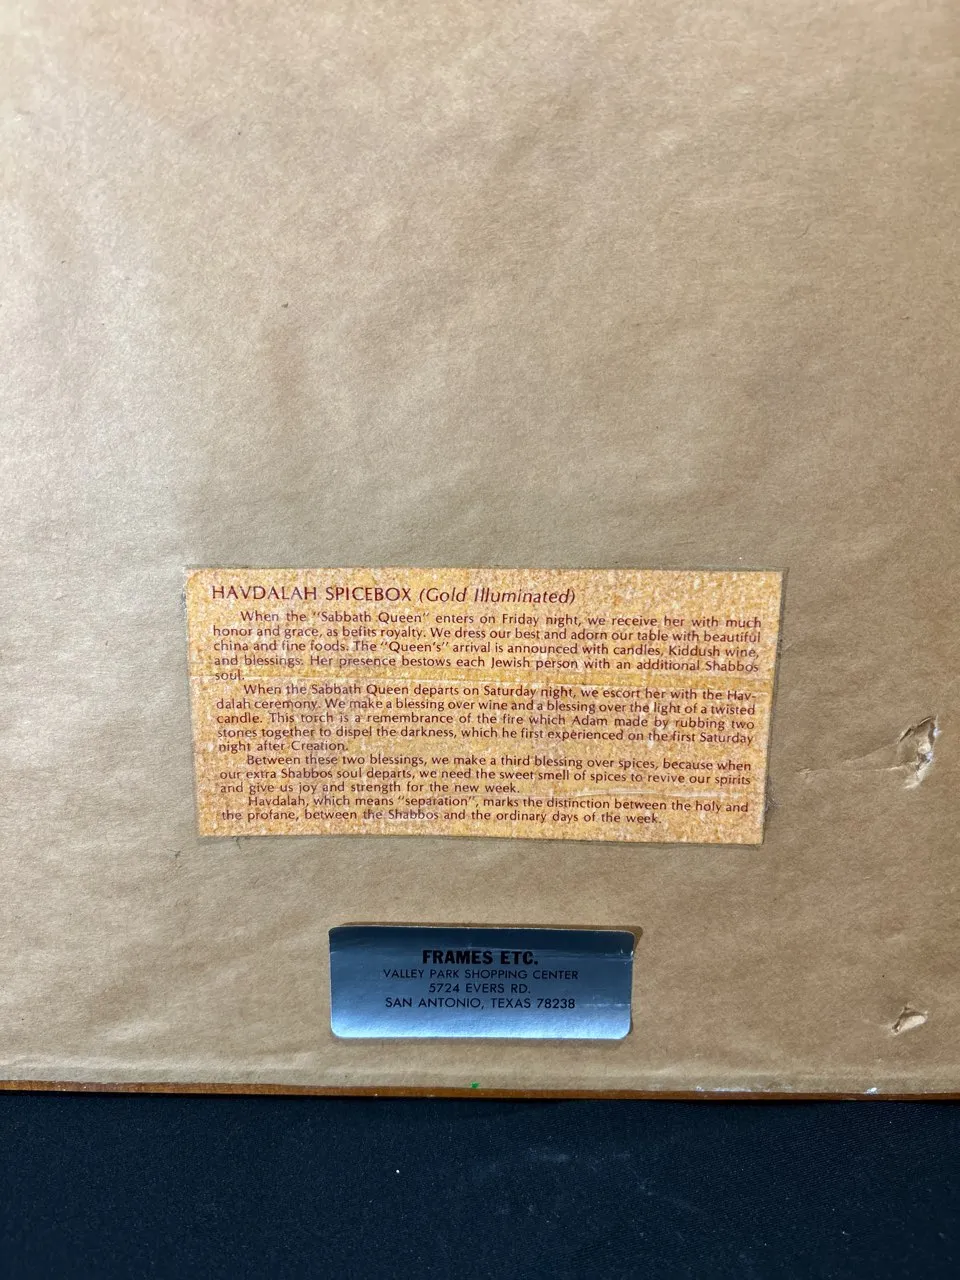 HAVDALAH SPICEBOX (Gold Illuminated)
When the "Sabbath Queen" enters on Friday night, we receive her with much
honor and grace, as befits royalty. We dress our best and adorn our table with beautiful
china and fine foods. The "Queen's" arrival is announced with candles, Kiddush wine,
and blessings. Her presence bestows each Jewish person with an additional Shabbos
soul.
When the Sabbath Queen departs on Saturday night, we escort her with the Hav-
dalah ceremony. We make a blessing over wine and a blessing over the light of a twisted
candle. This torch is a remembrance of the fire which Adam made by rubbing two
stones together to dispel the darkness, which he first experienced on the first Saturday
night after Creation.
Between these two blessings, we make a third blessing over spices, because when
our extra Shabbos soul departs, we need the sweet smell of spices to revive our spirits
and give us joy and strength for the new week.
Havdalah, which means "separation", marks the distinction between the holy and
the profane, between the Shabbos and the ordinary days of the week.
FRAMES ETC.
VALLEY PARK SHOPPING CENTER
5724 EVERS RD.
SAN ANTONIO, TEXAS 78238